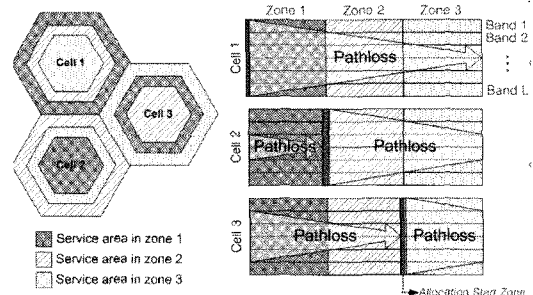 Zone 1 Zone 2 Zone 3
Cell 1
Band 1
Band 2
Pathloss
Band L
Cell 1
Cell 3
Cell 2
Cell 2
Pathloss Pathloss
Cell 3
Pathloss Pathloss
Service area in zone 1
Service area in zone 2
Service area in zone 3
Allocation Start Zone